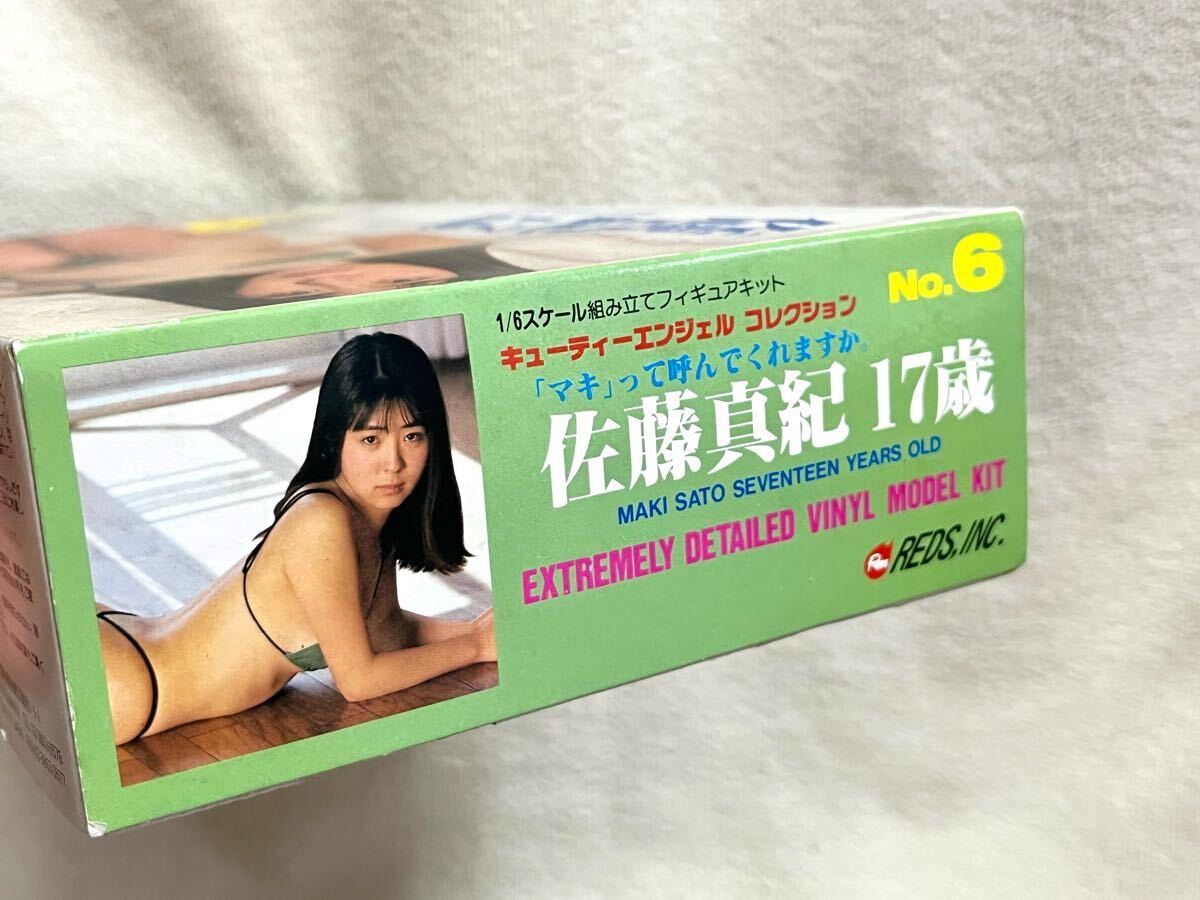 No.6
1/6スケール組み立てフィギュアキット
キューティーエンジェル コレクション
「マキ」って呼んでくれますか。
佐藤真紀 17歳
MAKI SATO SEVENTEEN YEARS OLD
EXTREMELY DETAILED VINYL MODEL KIT
REDS, INC.